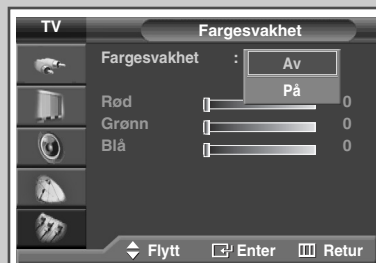 TV
Fargesvakhet
Fargesvakhet : Av
På
Rød 0
Grønn 0
Blå 0
Flytt Enter Retur